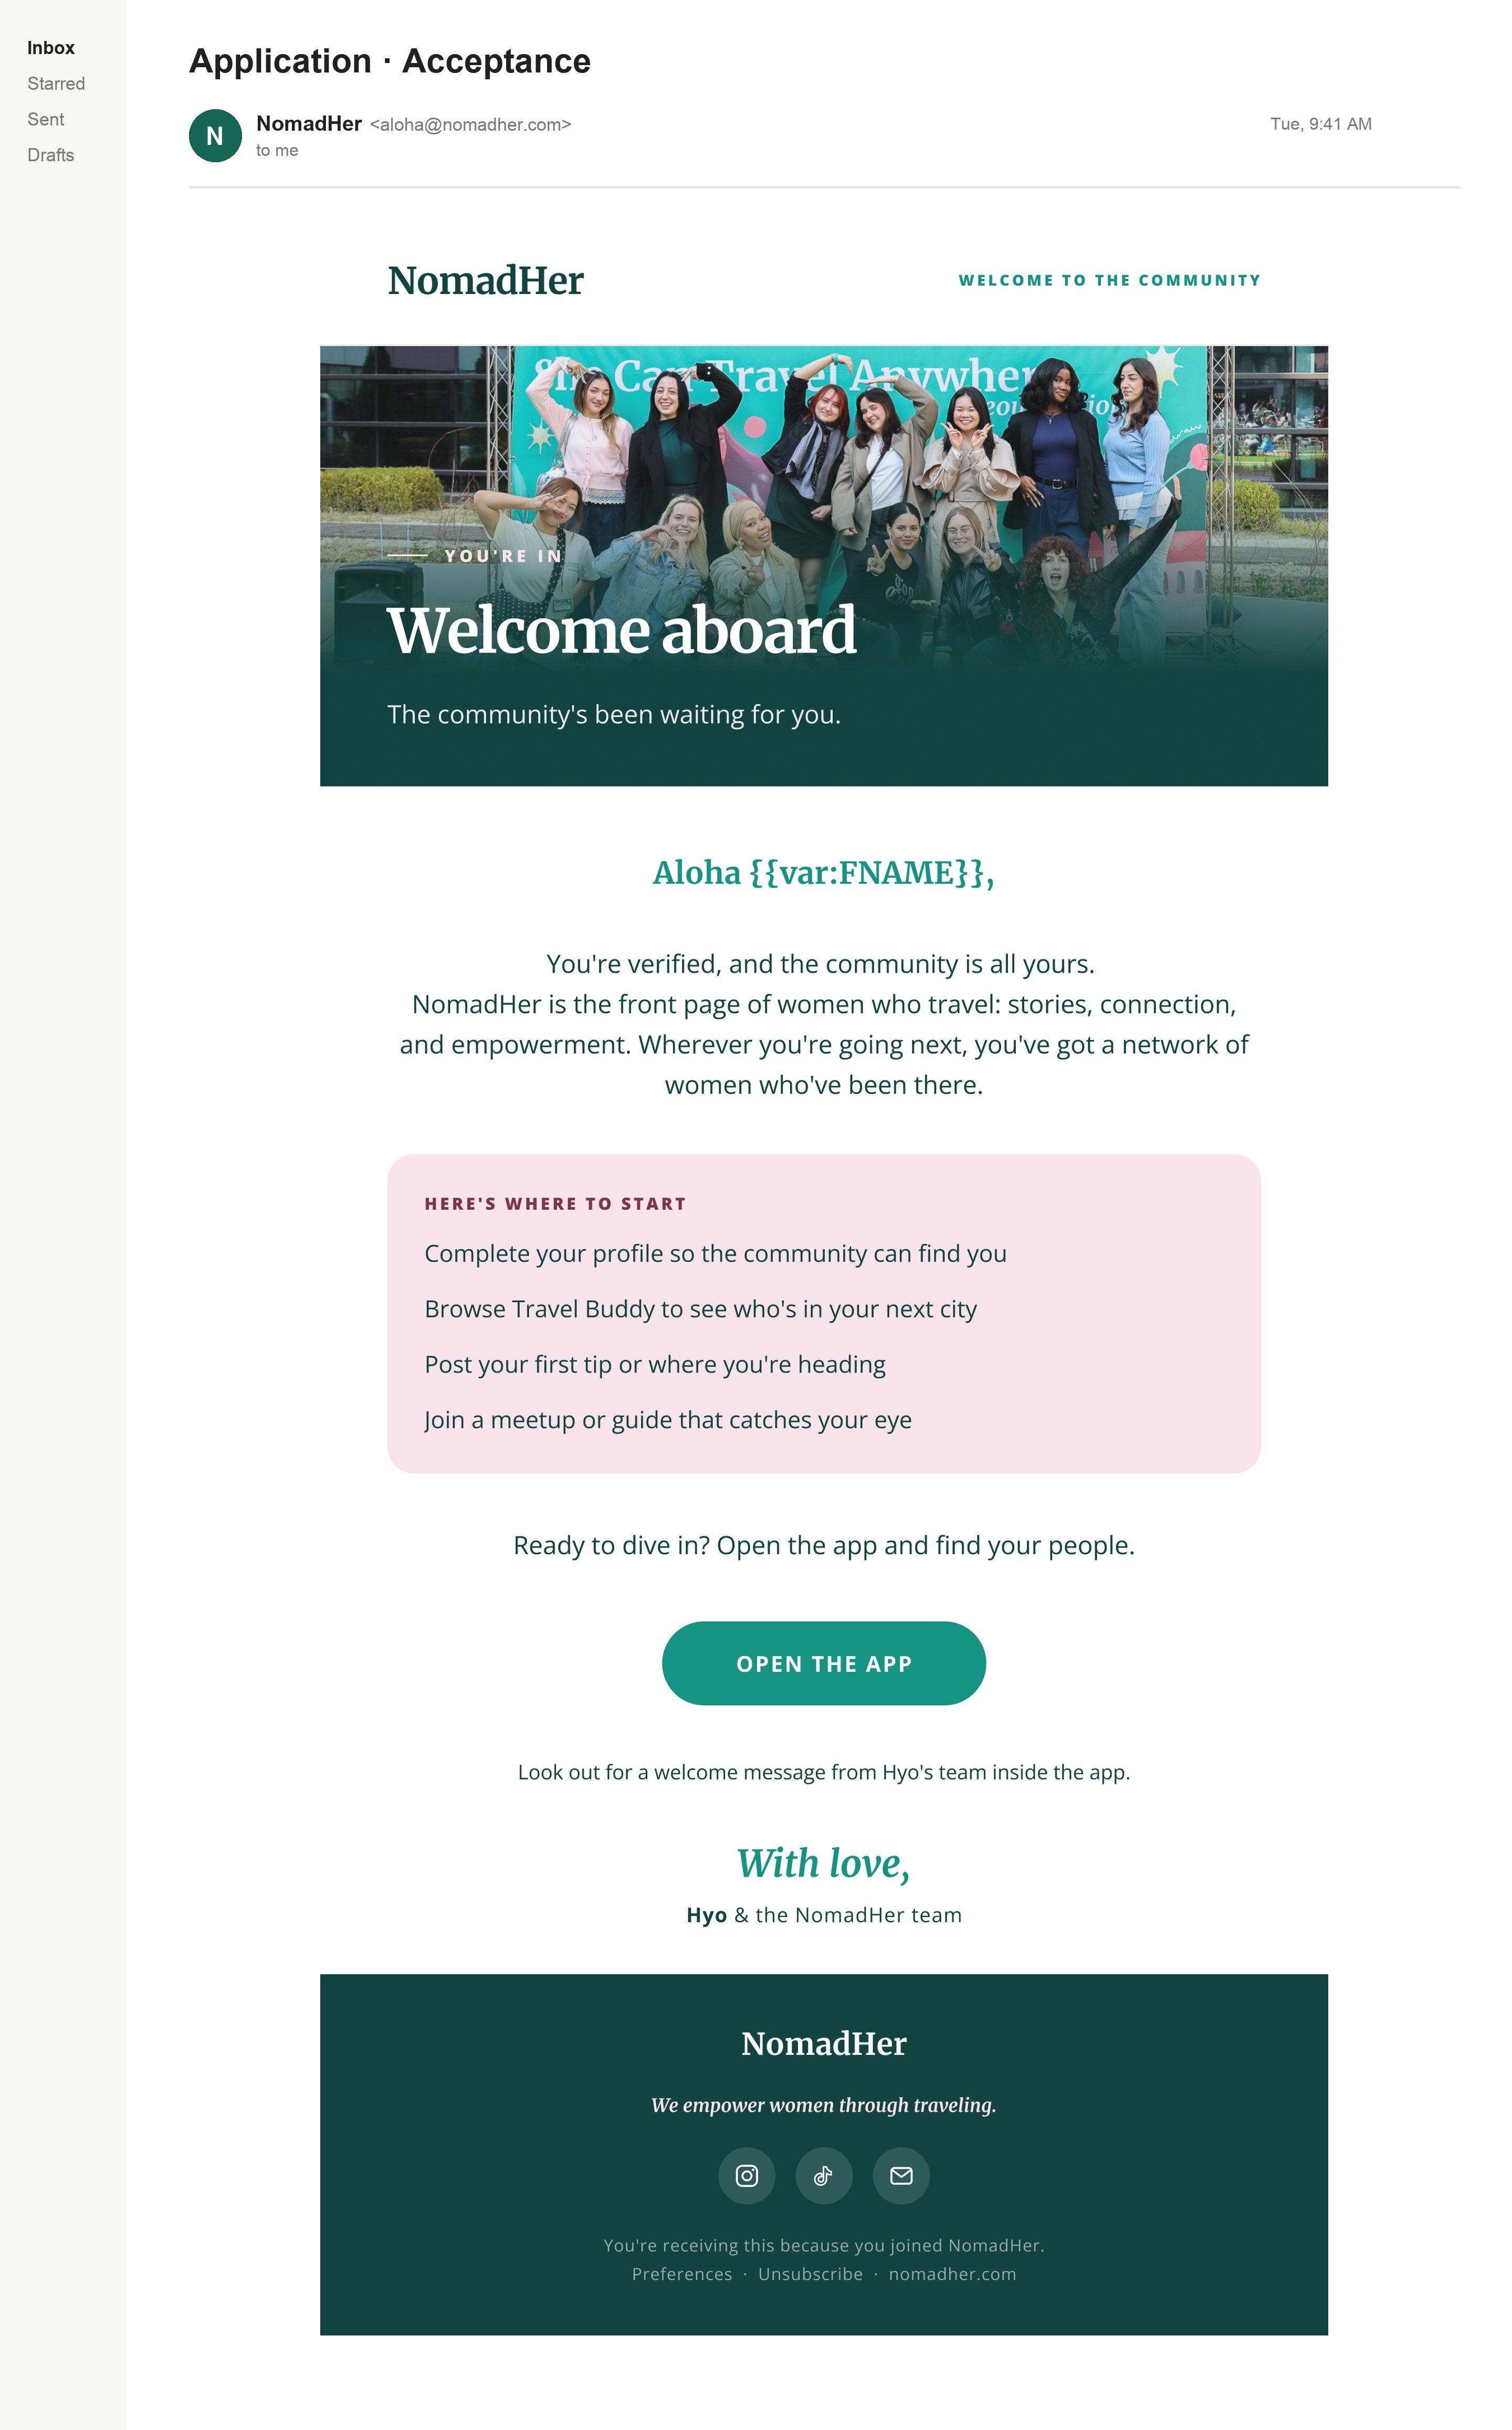 Inbox
Starred
Sent
Drafts
Application · Acceptance
N
NomadHer <aloha@nomadher.com>
Tue, 9:41 AM
to me
NomadHer
WELCOME TO THE COMMUNITY
She Can Travel Anywhere
YOU'RE IN
Welcome aboard
The community's been waiting for you.
Aloha {{var:FNAME}},
You're verified, and the community is all yours.
NomadHer is the front page of women who travel: stories, connection,
and empowerment. Wherever you're going next, you've got a network of
women who've been there.
HERE'S WHERE TO START
Complete your profile so the community can find you
Browse Travel Buddy to see who's in your next city
Post your first tip or where you're heading
Join a meetup or guide that catches your eye
Ready to dive in? Open the app and find your people.
OPEN THE APP
Look out for a welcome message from Hyo's team inside the app.
With love,
Hyo & the NomadHer team
NomadHer
We empower women through traveling.
You're receiving this because you joined NomadHer.
Preferences · Unsubscribe · nomadher.com